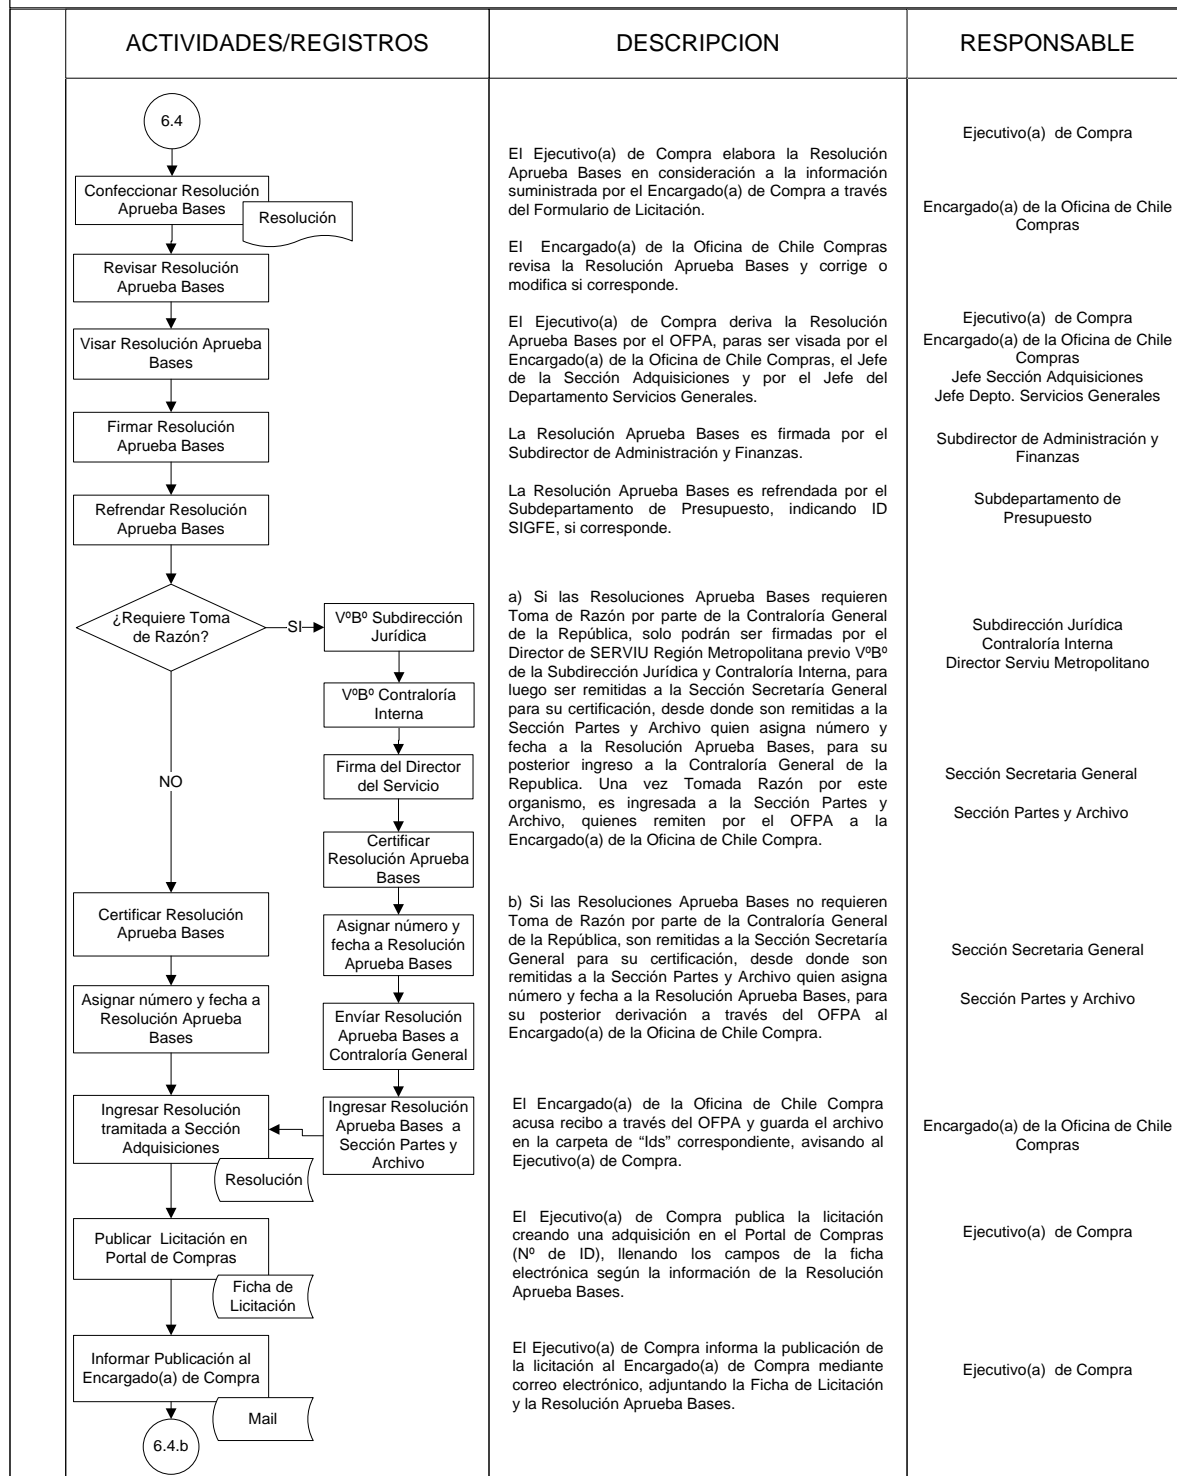 ACTIVIDADES/REGISTROS
DESCRIPCION
RESPONSABLE
6.4
Confeccionar Resolución
Aprueba Bases
Resolución
Revisar Resolución
Aprueba Bases
Visar Resolución Aprueba
Bases
Firmar Resolución
Aprueba Bases
Refrendar Resolución
Aprueba Bases
¿Requiere Toma
de Razón?
SI
NO
VºBº Subdirección
Jurídica
VºBº Contraloría
Interna
Firma del Director
del Servicio
Certificar
Resolución Aprueba
Bases
Asignar número y
fecha a Resolución
Aprueba Bases
Envíar Resolución
Aprueba Bases a
Contraloría General
Ingresar Resolución
Aprueba Bases a
Sección Partes y
Archivo
Certificar Resolución
Aprueba Bases
Asignar número y fecha a
Resolución Aprueba
Bases
Ingresar Resolución
tramitada a Sección
Adquisiciones
Resolución
Publicar Licitación en
Portal de Compras
Ficha de
Licitación
Informar Publicación al
Encargado(a) de Compra
Mail
6.4.b
El Ejecutivo(a) de Compra elabora la Resolución
Aprueba Bases en consideración a la información
suministrada por el Encargado(a) de Compra a través
del Formulario de Licitación.
El Encargado(a) de la Oficina de Chile Compras
revisa la Resolución Aprueba Bases y corrige o
modifica si corresponde.
El Ejecutivo(a) de Compra deriva la Resolución
Aprueba Bases por el OFPA, paras ser visada por el
Encargado(a) de la Oficina de Chile Compras, el Jefe
de la Sección Adquisiciones y por el Jefe del
Departamento Servicios Generales.
La Resolución Aprueba Bases es firmada por el
Subdirector de Administración y Finanzas.
La Resolución Aprueba Bases es refrendada por el
Subdepartamento de Presupuesto, indicando ID
SIGFE, si corresponde.
a) Si las Resoluciones Aprueba Bases requieren
Toma de Razón por parte de la Contraloría General
de la República, solo podrán ser firmadas por el
Director de SERVIU Región Metropolitana previo VºBº
de la Subdirección Jurídica y Contraloría Interna, para
luego ser remitidas a la Sección Secretaría General
para su certificación, desde donde son remitidas a la
Sección Partes y Archivo quien asigna número y
fecha a la Resolución Aprueba Bases, para su
posterior ingreso a la Contraloría General de la
Republica. Una vez Tomada Razón por este
organismo, es ingresada a la Sección Partes y
Archivo, quienes remiten por el OFPA a la
Encargado(a) de la Oficina de Chile Compra.
b) Si las Resoluciones Aprueba Bases no requieren
Toma de Razón por parte de la Contraloría General
de la República, son remitidas a la Sección Secretaría
General para su certificación, desde donde son
remitidas a la Sección Partes y Archivo quien asigna
número y fecha a la Resolución Aprueba Bases, para
su posterior derivación a través del OFPA al
Encargado(a) de la Oficina de Chile Compra.
El Encargado(a) de la Oficina de Chile Compra
acusa recibo a través del OFPA y guarda el archivo
en la carpeta de “Ids” correspondiente, avisando al
Ejecutivo(a) de Compra.
El Ejecutivo(a) de Compra publica la licitación
creando una adquisición en el Portal de Compras
(Nº de ID), llenando los campos de la ficha
electrónica según la información de la Resolución
Aprueba Bases.
El Ejecutivo(a) de Compra informa la publicación de
la licitación al Encargado(a) de Compra mediante
correo electrónico, adjuntando la Ficha de Licitación
y la Resolución Aprueba Bases.
Ejecutivo(a) de Compra
Encargado(a) de la Oficina de Chile
Compras
Ejecutivo(a) de Compra
Encargado(a) de la Oficina de Chile
Compras
Jefe Sección Adquisiciones
Jefe Depto. Servicios Generales
Subdirector de Administración y
Finanzas
Subdepartamento de
Presupuesto
Subdirección Jurídica
Contraloría Interna
Director Serviu Metropolitano
Sección Secretaria General
Sección Partes y Archivo
Sección Secretaria General
Sección Partes y Archivo
Encargado(a) de la Oficina de Chile
Compras
Ejecutivo(a) de Compra
Ejecutivo(a) de Compra